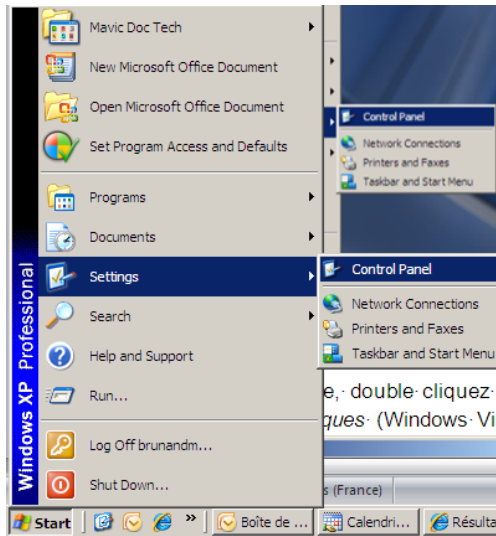 Mavic Doc Tech
New Microsoft Office Document
Open Microsoft Office Document
Set Program Access and Defaults
Programs
Documents
Settings
Search
Help and Support
Run...
Log Off brunandm...
Shut Down...
Windows XP Professional
Control Panel
Network Connections
Printers and Faxes
Taskbar and Start Menu
Control Panel
Network Connections
Printers and Faxes
Taskbar and Start Menu
e, double cliquez
ques (Windows Vi
s (France)
Start
»
Boîte de ...
Calendri...
Résulta